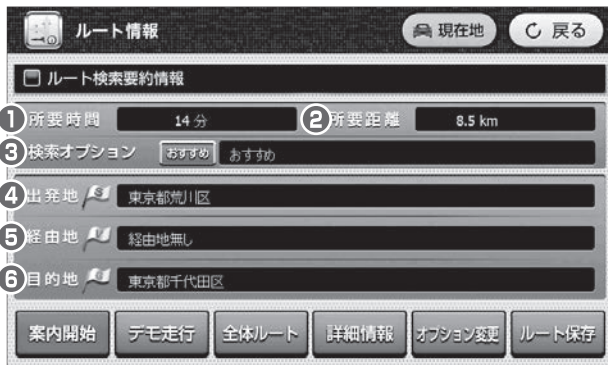 ルート情報 現在地 戻る
ルート検索要約情報
1 所要時間 14 分 2 所要距離 8.5 km
3 検索オプション おすすめ おすすめ
4 出発地 S 東京都荒川区
5 経由地 経由地無し
6 目的地 東京都千代田区
案内開始 デモ走行 全体ルート 詳細情報 オプション変更 ルート保存